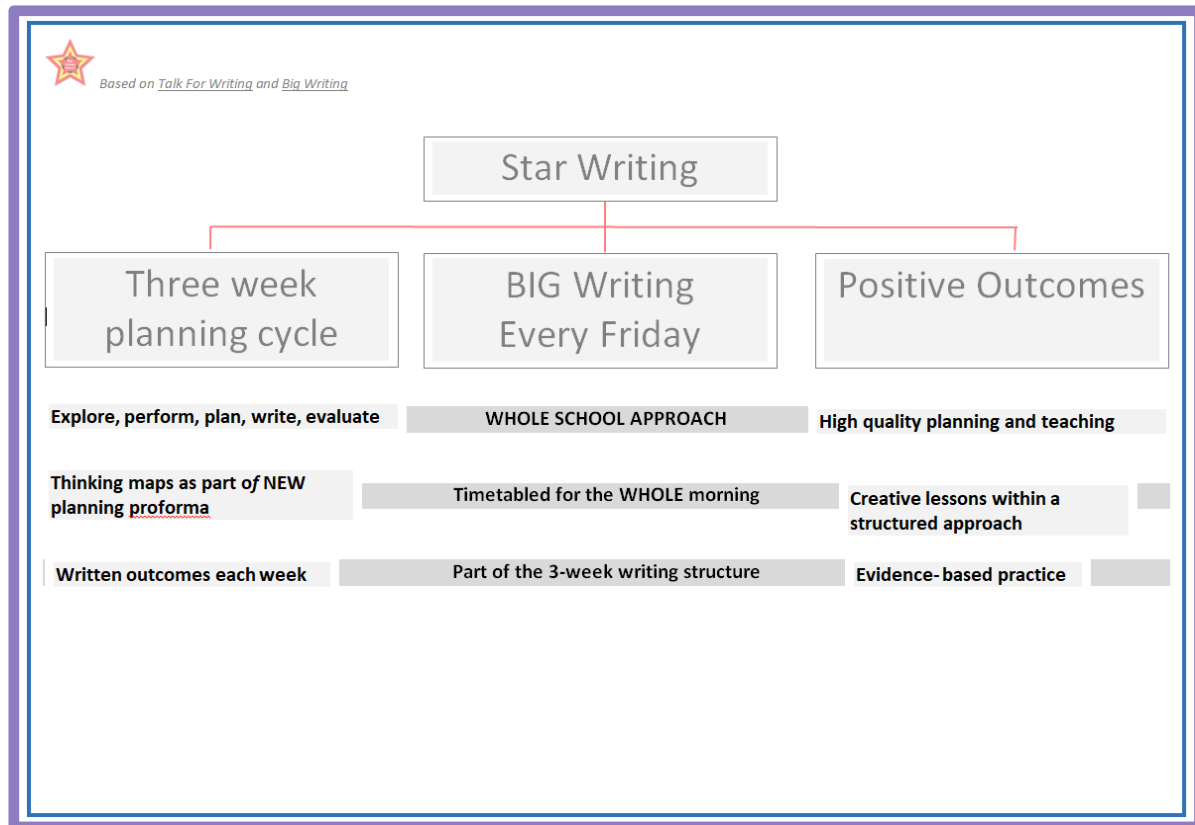 Based on Talk For Writing and Big Writing
Star Writing
Three week
planning cycle
BIG Writing
Every Friday
Positive Outcomes
Explore, perform, plan, write, evaluate
WHOLE SCHOOL APPROACH
High quality planning and teaching
Thinking maps as part of NEW
planning proforma
Timetabled for the WHOLE morning
Creative lessons within a
structured approach
Written outcomes each week
Part of the 3-week writing structure
Evidence- based practice